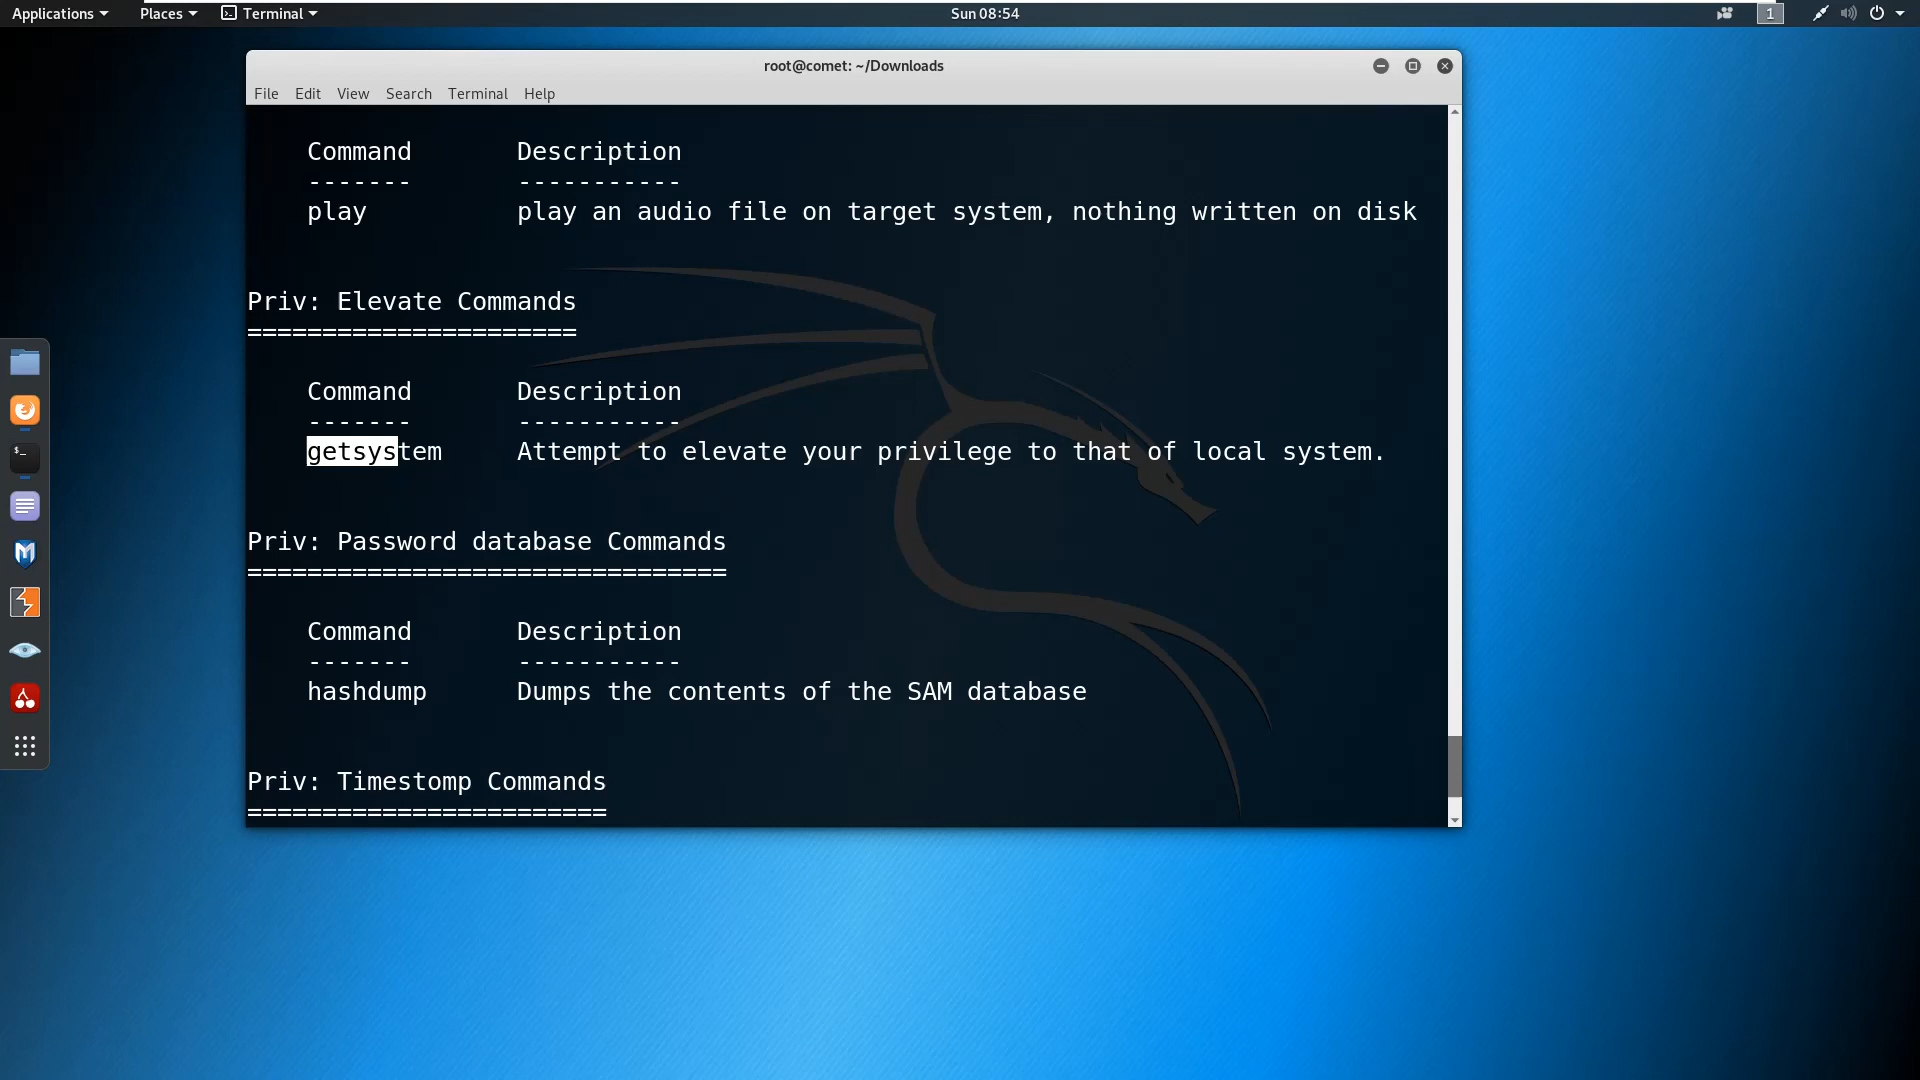 Applications Places Terminal Sun 08:54 1
root@comet: ~/Downloads
File Edit View Search Terminal Help
Command Description
------- -----------
play play an audio file on target system, nothing written on disk
Priv: Elevate Commands
======================
Command Description
------- -----------
getsystem Attempt to elevate your privilege to that of local system.
Priv: Password database Commands
================================
Command Description
------- -----------
hashdump Dumps the contents of the SAM database
Priv: Timestomp Commands
========================